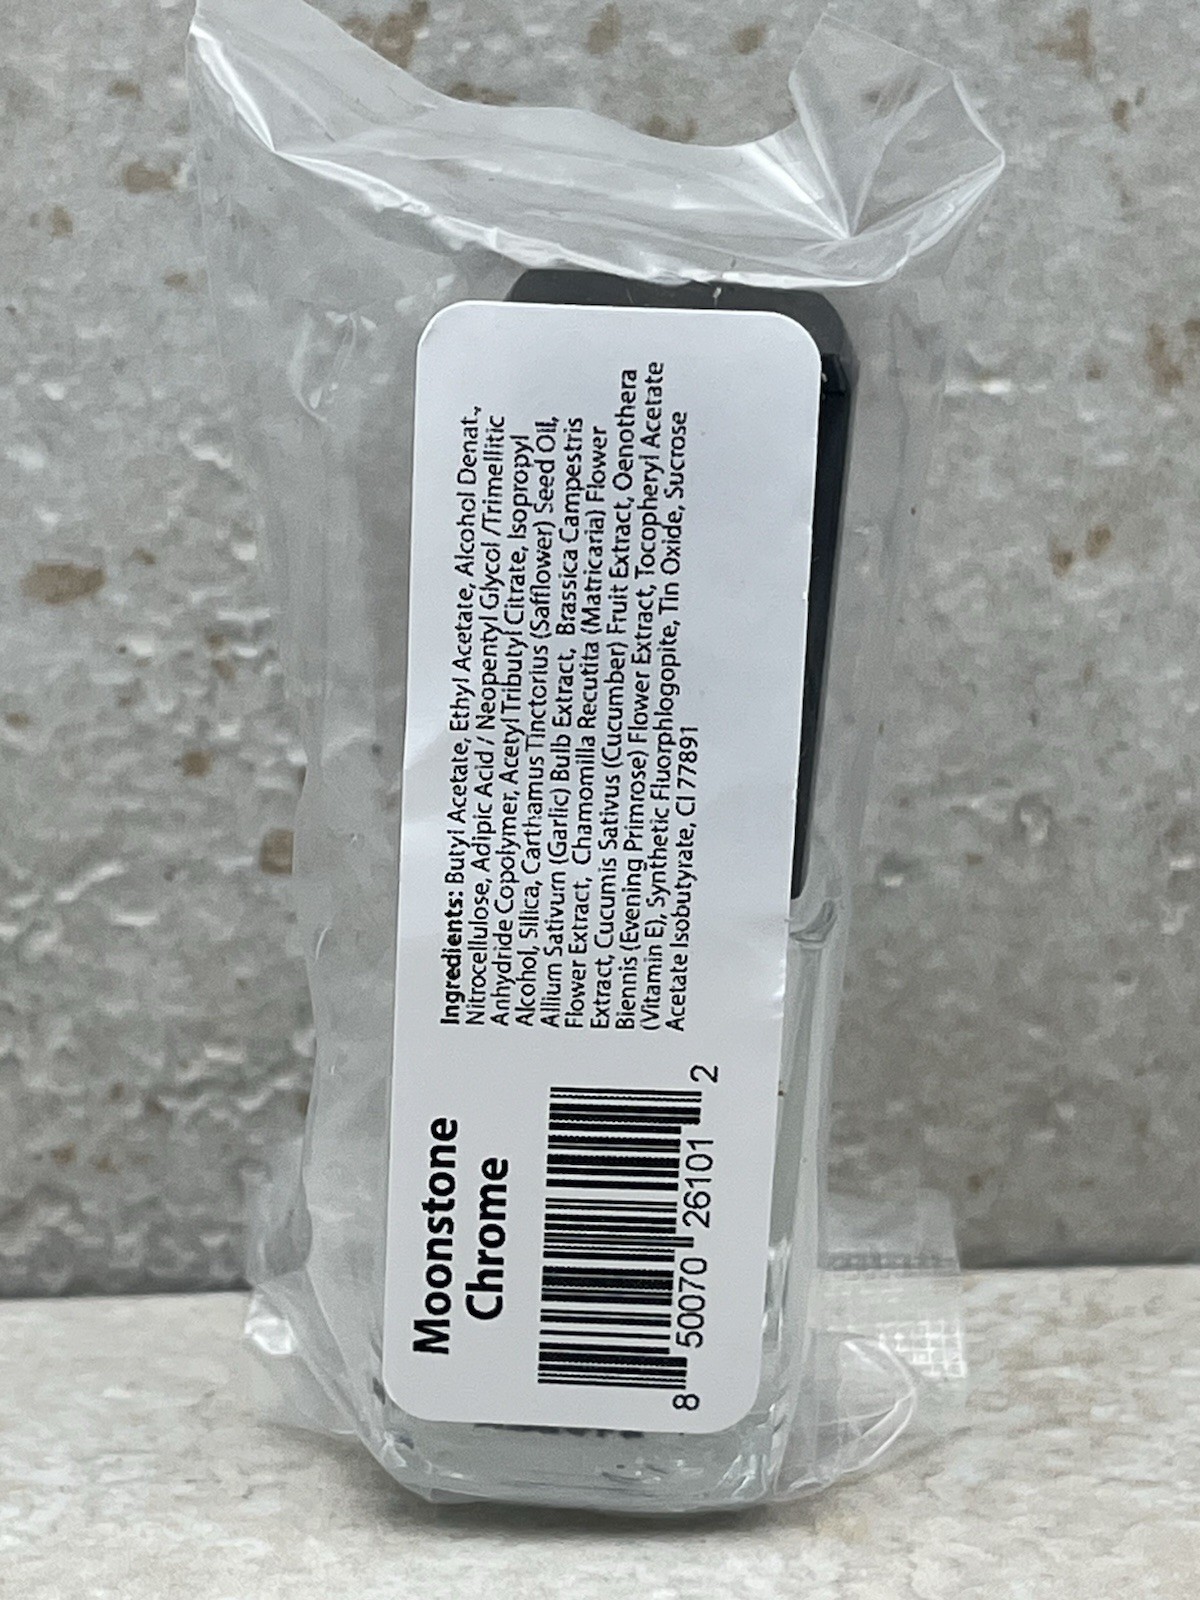 Moonstone
Chrome
8 50070 26101 2
Ingredients: Butyl Acetate, Ethyl Acetate, Alcohol Denat.,
Nitrocellulose, Adipic Acid / Neopentyl Glycol /Trimellitic
Anhydride Copolymer, Acetyl Tributyl Citrate, Isopropyl
Alcohol, Silica, Carthamus Tinctorius (Safflower) Seed Oil,
Allium Sativurn (Garlic) Bulb Extract, Brassica Campestris
Flower Extract, Chamomilla Recutita (Matricaria) Flower
Extract, Cucumis Sativus (Cucumber) Fruit Extract, Oenothera
Biennis (Evening Primrose) Flower Extract, Tocopheryl Acetate
(Vitamin E), Synthetic Fluorphlogopite, Tin Oxide, Sucrose
Acetate Isobutyrate, CI 77891